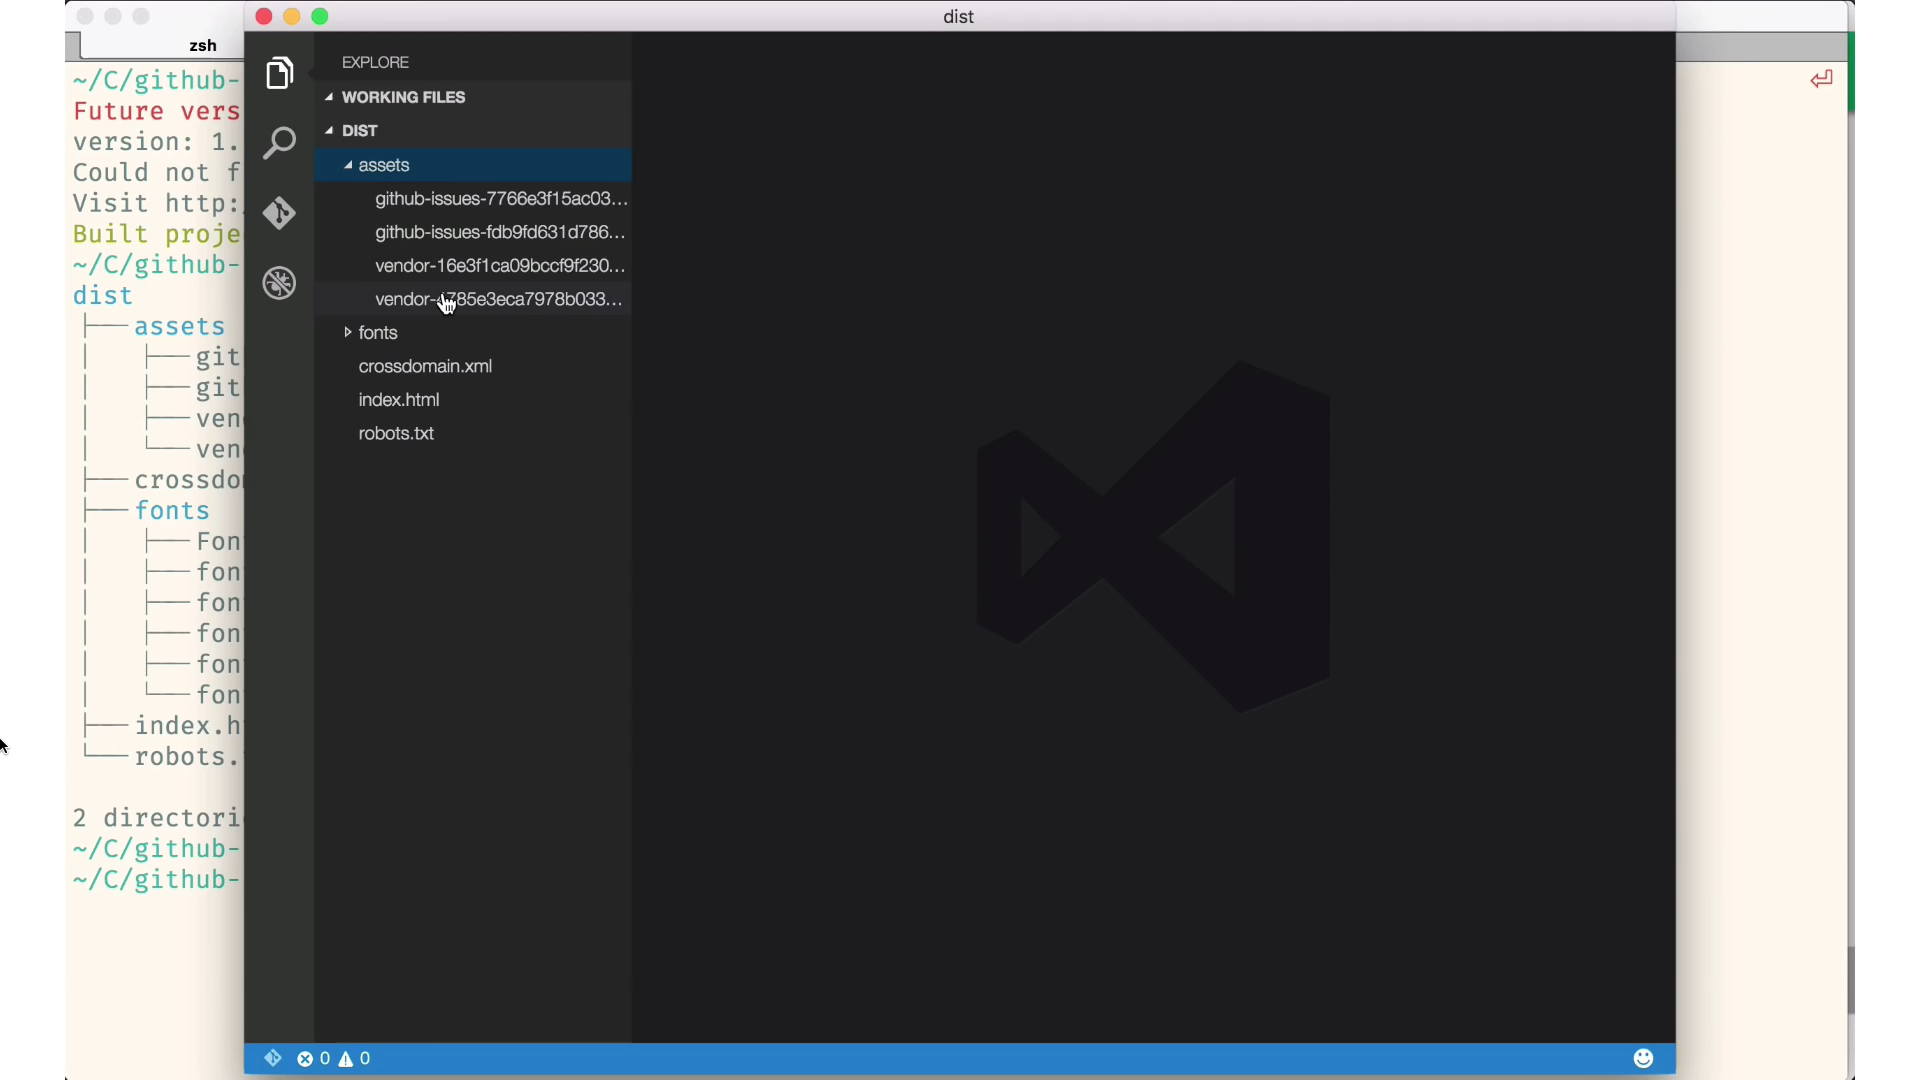 dist
zsh
~/C/github-
Future vers
version: 1.
Could not f
Visit http:
Built proje
~/C/github-
dist
assets
git
git
ven
ven
crossdo
fonts
Fon
fon
fon
fon
fon
fon
index.h
robots.
2 directori
~/C/github-
~/C/github-
EXPLORE
WORKING FILES
DIST
assets
github-issues-7766e3f15ac03...
github-issues-fdb9fd631d786...
vendor-16e3f1ca09bccf9f230...
vendor-4785e3eca7978b033...
fonts
crossdomain.xml
index.html
robots.txt
0 0